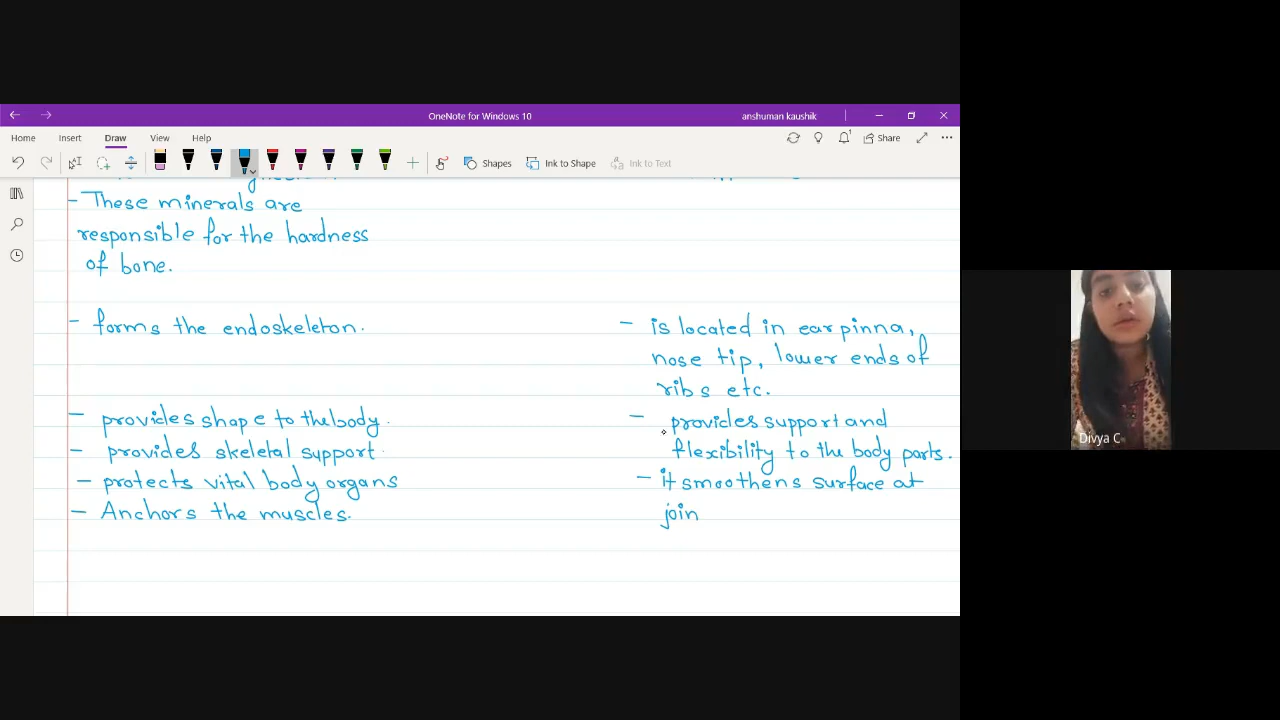 OneNote for Windows 10
anshuman kaushik
Home Insert Draw View Help
Share
Shapes Ink to Shape Ink to Text
- These minerals are
responsible for the hardness
of bone.
- forms the endoskeleton.
- provides shape to the body.
- provides skeletal support.
- protects vital body organs
- Anchors the muscles.
- is located in ear pinna,
nose tip, lower ends of
ribs etc.
- provides support and
flexibility to the body parts.
- it smoothens surface at
join
Divya C